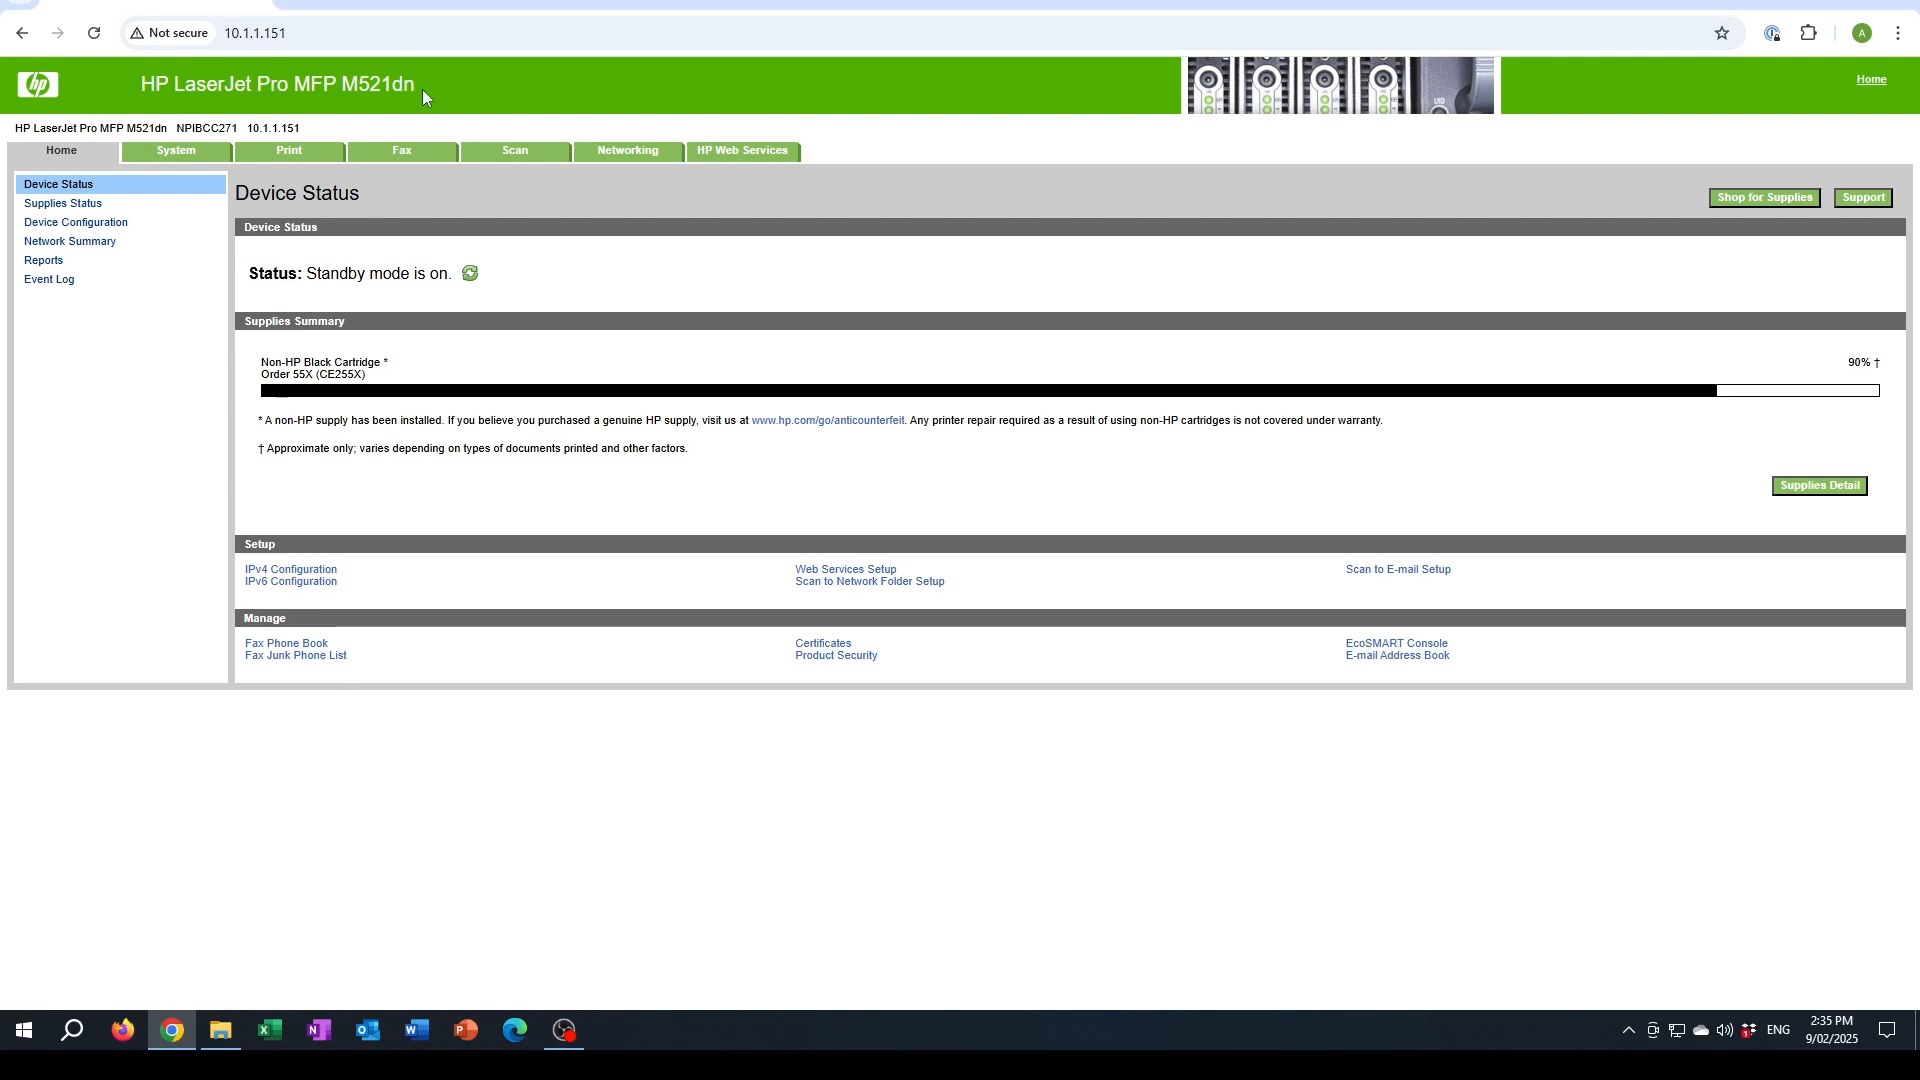 Not secure 10.1.1.151
A
hp HP LaserJet Pro MFP M521dn
UID
Home
HP LaserJet Pro MFP M521dn NPIBCC271 10.1.1.151
Home System Print Fax Scan Networking HP Web Services
Device Status
Supplies Status
Device Configuration
Network Summary
Reports
Event Log
Device Status
Shop for Supplies Support
Device Status
Status: Standby mode is on.
Supplies Summary
Non-HP Black Cartridge * 90% †
Order 55X (CE255X)
* A non-HP supply has been installed. If you believe you purchased a genuine HP supply, visit us at www.hp.com/go/anticounterfeit. Any printer repair required as a result of using non-HP cartridges is not covered under warranty.
† Approximate only; varies depending on types of documents printed and other factors.
Supplies Detail
Setup
IPv4 Configuration Web Services Setup Scan to E-mail Setup
IPv6 Configuration Scan to Network Folder Setup
Manage
Fax Phone Book Certificates EcoSMART Console
Fax Junk Phone List Product Security E-mail Address Book
ENG
2:35 PM
9/02/2025